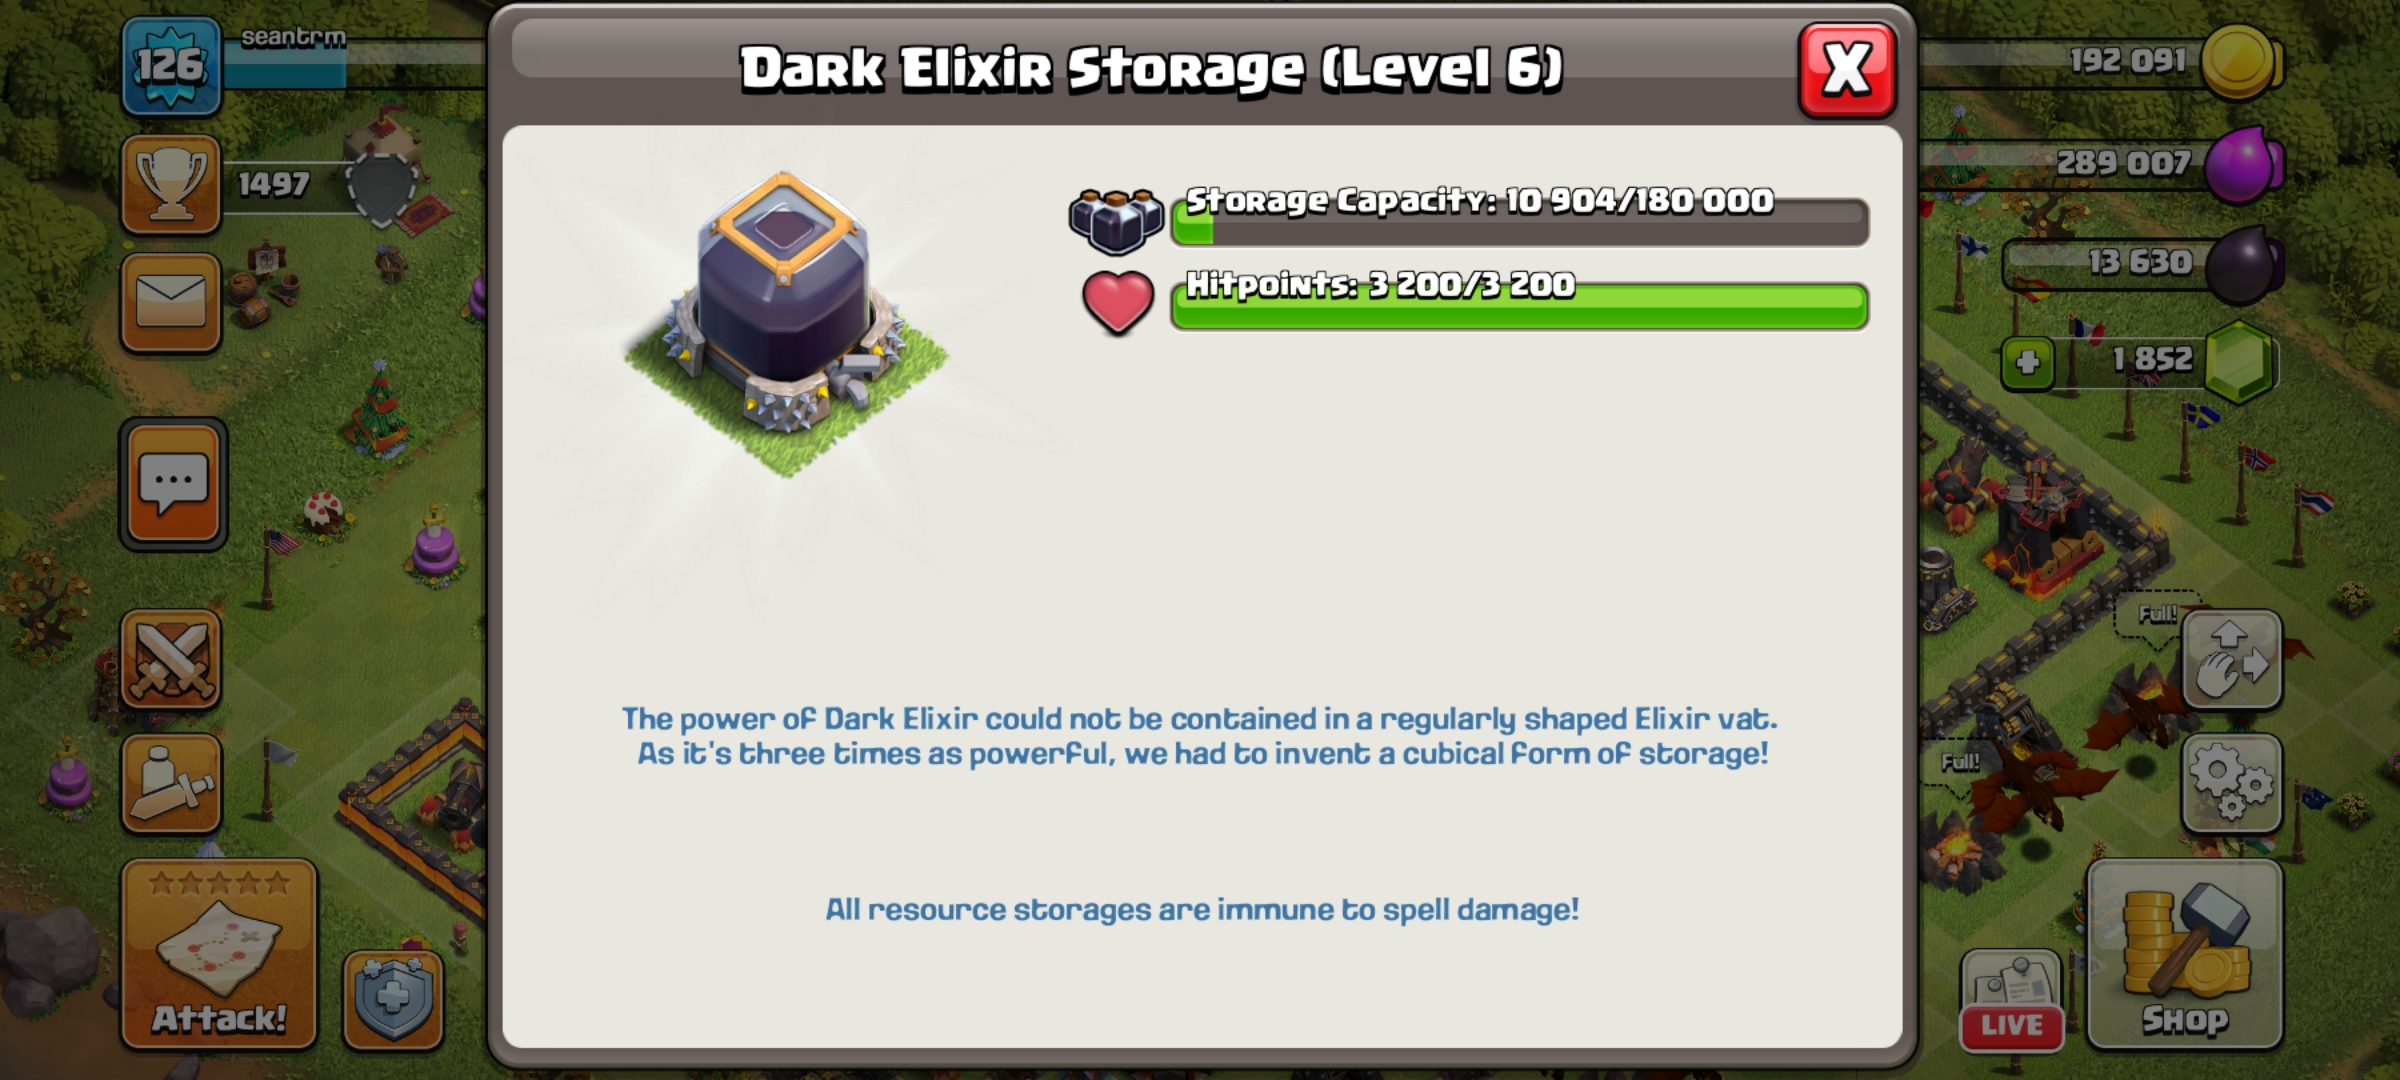 126
seantrm
Dark Elixir Storage (Level 6)
X
192 091
1497
Storage Capacity: 10 904/180 000
289 007
Hitpoints: 3 200/3 200
13 630
1 852
Full!
The power of Dark Elixir could not be contained in a regularly shaped Elixir vat.
As it's three times as powerful, we had to invent a cubical form of storage!
Full!
All resource storages are immune to spell damage!
Attack!
LIVE
Shop